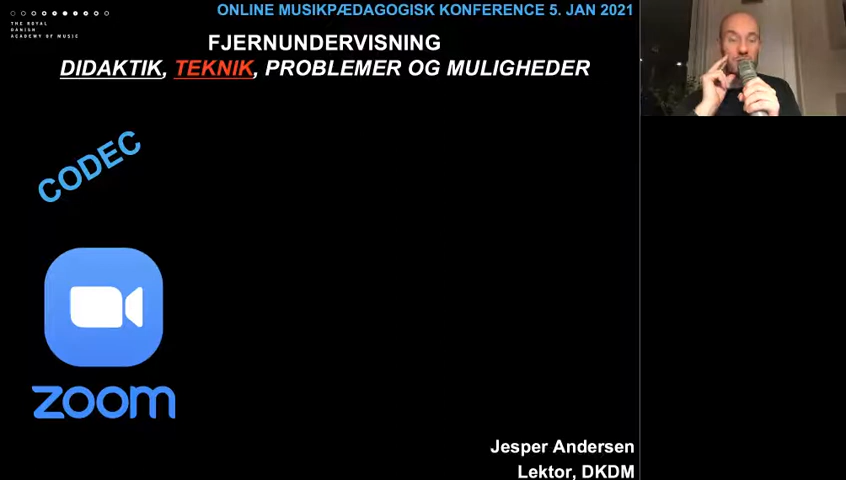 THE ROYAL
DANISH
ACADEMY OF MUSIC
ONLINE MUSIKPÆDAGOGISK KONFERENCE 5. JAN 2021
FJERNUNDERVISNING
DIDAKTIK, TEKNIK, PROBLEMER OG MULIGHEDER
CODEC
zoom
Jesper Andersen
Lektor, DKDM